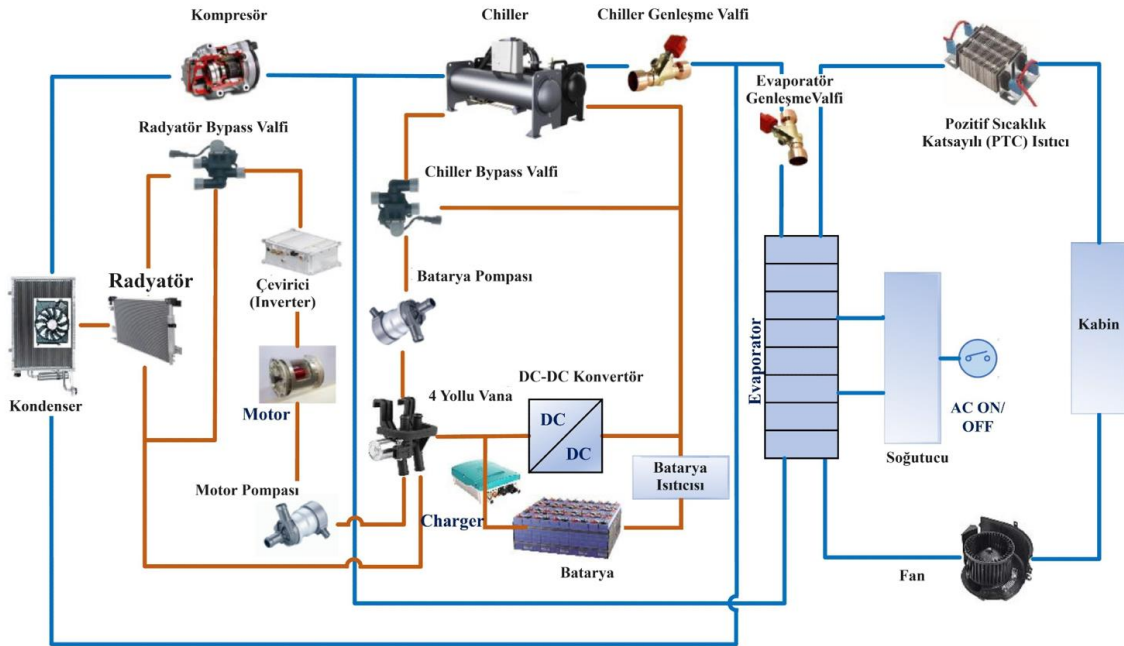 Kompresör
Chiller
Chiller Genleşme Valfi
Evaporatör
GenleşmeValfi
Pozitif Sıcaklık
Katsayılı (PTC) Isıtıcı
Radyatör Bypass Valfi
Chiller Bypass Valfi
Radyatör
Çevirici
(Inverter)
Batarya Pompası
Kondenser
Motor
4 Yollu Vana
DC-DC Konvertör
DC
DC
Evaporator
Kabin
AC ON/
OFF
Soğutucu
Batarya
Isıtıcısı
Motor Pompası
Charger
Batarya
Fan